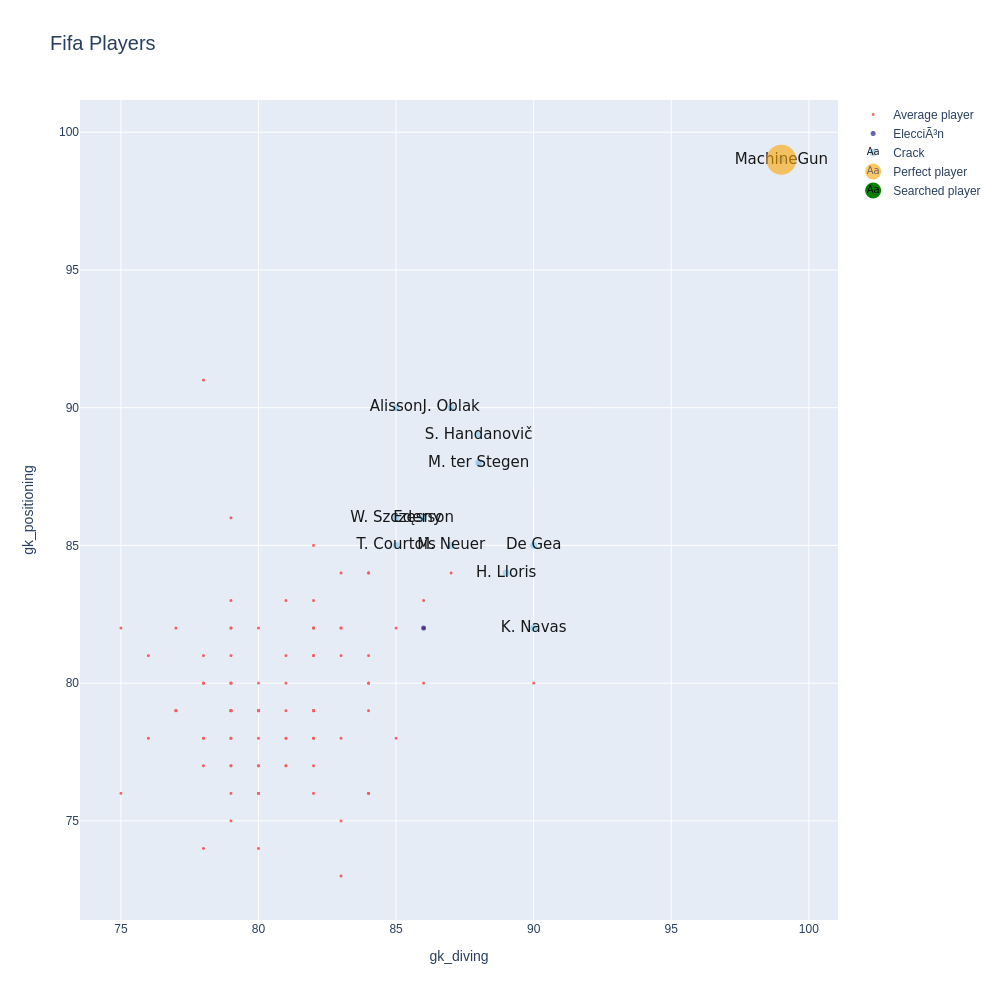 Fifa Players
Average player
ElecciÃ³n
Aa Crack
Aa Perfect player
Aa Searched player
100
95
90
85
80
75
gk_positioning
MachineGun
Alisson
J. Oblak
S. Handanovič
M. ter Stegen
W. Szczęsny
Ederson
T. Courtois
M. Neuer
De Gea
H. Lloris
K. Navas
75
80
85
90
95
100
gk_diving